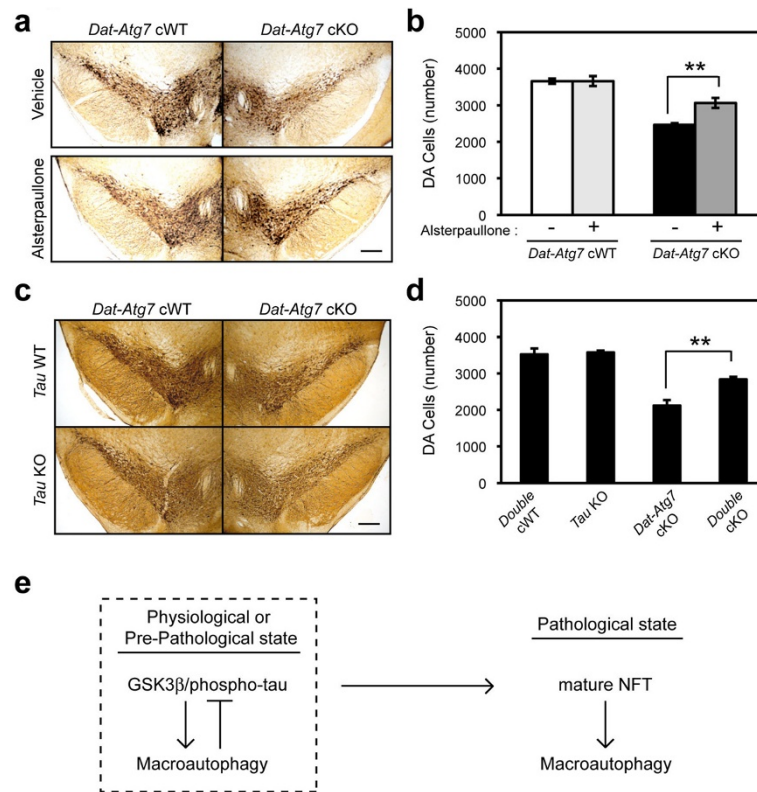 a
Dat-Atg7 cWT
Dat-Atg7 cKO
Vehicle
Alsterpaullone
b
DA Cells (number)
5000
4000
3000
2000
1000
0
**
Alsterpaullone : - + - +
Dat-Atg7 cWT
Dat-Atg7 cKO
c
Dat-Atg7 cWT
Dat-Atg7 cKO
Tau WT
Tau KO
d
DA Cells (number)
5000
4000
3000
2000
1000
0
**
Double
cWT
Tau KO
Dat-Atg7
cKO
Double
cKO
e
Physiological or
Pre-Pathological state
GSK3β/phospho-tau
Macroautophagy
Pathological state
mature NFT
Macroautophagy